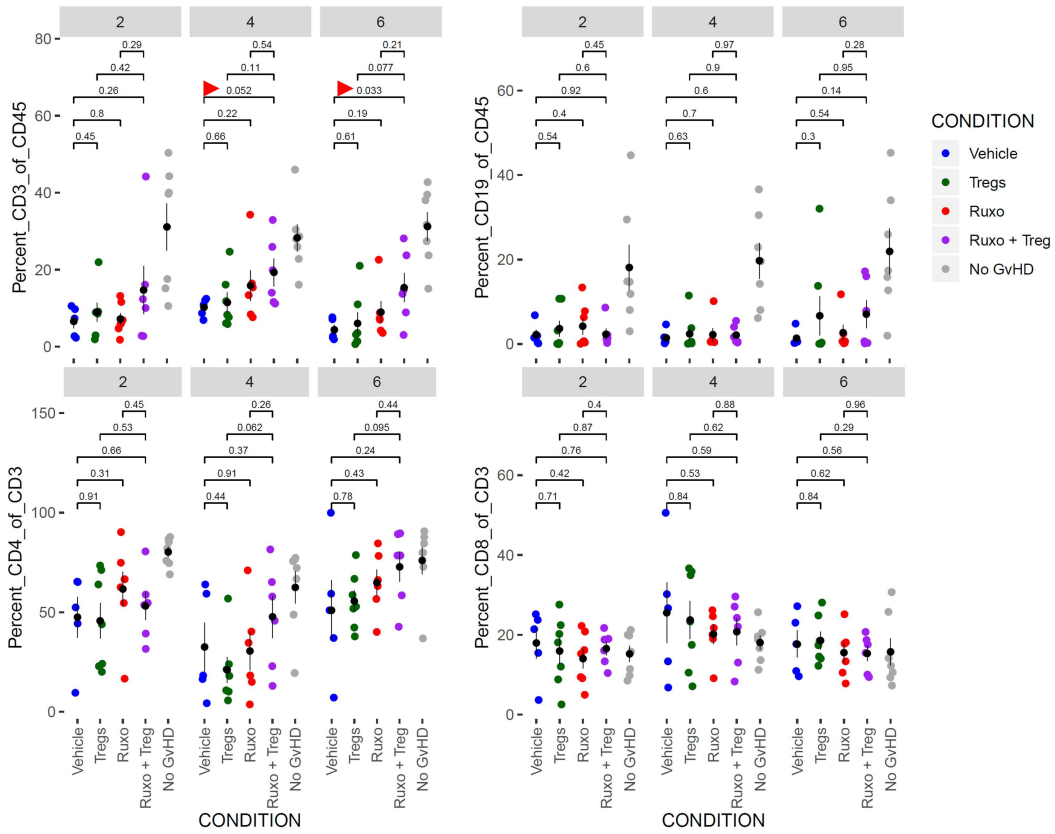 2
4
6
80
60
40
20
0
Percent_CD3_of_CD45
0.29
0.42
0.26
0.8
0.45
0.54
0.11
0.052
0.22
0.66
0.21
0.077
0.033
0.19
0.61
2
4
6
60
40
20
0
Percent_CD19_of_CD45
0.45
0.6
0.92
0.4
0.54
0.97
0.9
0.6
0.7
0.63
0.28
0.95
0.14
0.54
0.3
CONDITION
Vehicle
Tregs
Ruxo
Ruxo + Treg
No GvHD
2
4
6
150
100
50
0
Percent_CD4_of_CD3
0.45
0.53
0.66
0.31
0.91
0.26
0.062
0.37
0.91
0.44
0.44
0.095
0.24
0.43
0.78
Vehicle
Tregs
Ruxo
Ruxo + Treg
No GvHD
Vehicle
Tregs
Ruxo
Ruxo + Treg
No GvHD
Vehicle
Tregs
Ruxo
Ruxo + Treg
No GvHD
CONDITION
2
4
6
60
40
20
0
Percent_CD8_of_CD3
0.4
0.87
0.76
0.42
0.71
0.88
0.62
0.59
0.53
0.84
0.96
0.29
0.56
0.62
0.84
Vehicle
Tregs
Ruxo
Ruxo + Treg
No GvHD
Vehicle
Tregs
Ruxo
Ruxo + Treg
No GvHD
Vehicle
Tregs
Ruxo
Ruxo + Treg
No GvHD
CONDITION